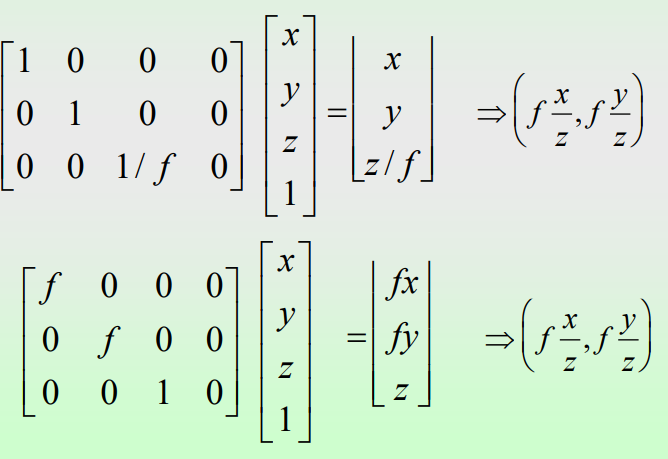 [1 0 0 0] [x] = [x] ⇒ (f x/z, f y/z)
[0 1 0 0] [y] [y]
[0 0 1/f 0] [z] [z/f]
[1]
[f 0 0 0] [x] = [fx] ⇒ (f x/z, f y/z)
[0 f 0 0] [y] [fy]
[0 0 1 0] [z] [z]
[1]